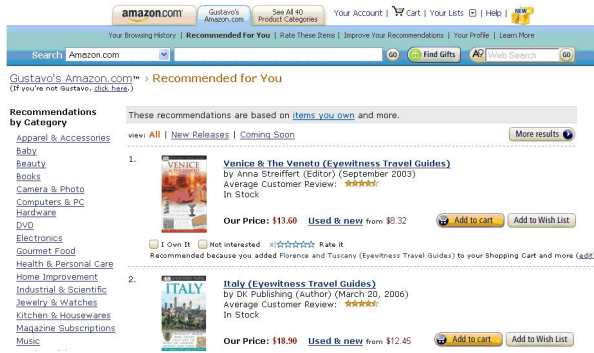 amazon.com
Gustavo's Amazon.com
See All 40 Product Categories
Your Account | Cart | Your Lists | Help |
NEW
Your Browsing History | Recommended For You | Rate These Items | Improve Your Recommendations | Your Profile | Learn More
Search Amazon.com GO Find Gifts A9 Web Search GO
Gustavo's Amazon.com™ › Recommended for You
(If you're not Gustavo, click here.)
Recommendations by Category
Apparel & Accessories
Baby
Beauty
Books
Camera & Photo
Computers & PC Hardware
DVD
Electronics
Gourmet Food
Health & Personal Care
Home Improvement
Industrial & Scientific
Jewelry & Watches
Kitchen & Housewares
Magazine Subscriptions
Music
These recommendations are based on items you own and more.
view: All | New Releases | Coming Soon
More results
1.
VENICE
Venice & The Veneto (Eyewitness Travel Guides)
by Anna Streiffert (Editor) (September 2003)
Average Customer Review:
In Stock
Our Price: $13.60 Used & new from $8.32
Add to cart Add to Wish List
I Own It Not interested x| Rate it
Recommended because you added Florence and Tuscany (Eyewitness Travel Guides) to your Shopping Cart and more (edit
2.
ITALY
Italy (Eyewitness Travel Guides)
by DK Publishing (Author) (March 20, 2006)
Average Customer Review:
In Stock
Our Price: $18.90 Used & new from $12.45
Add to cart Add to Wish List